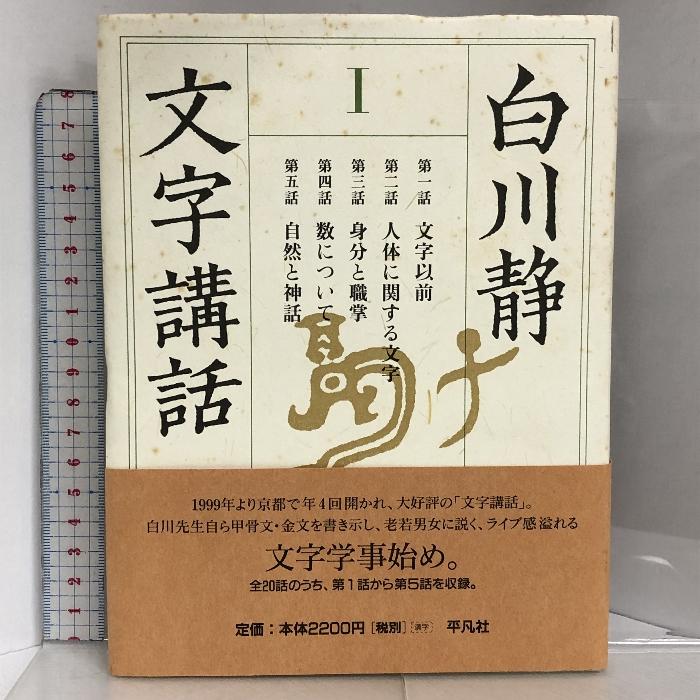 白川静
文字講話
I
第一話 文字以前
第二話 人体に関する文字
第三話 身分と職掌
第四話 数について
第五話 自然と神話
1999年より京都で年4回開かれ、大好評の「文字講話」。
白川先生自ら甲骨文・金文を書き示し、老若男女に説く、ライブ感溢れる
文字学事始め。
全20話のうち、第1話から第5話を収録。
定価：本体2200円［税別］ 平凡社